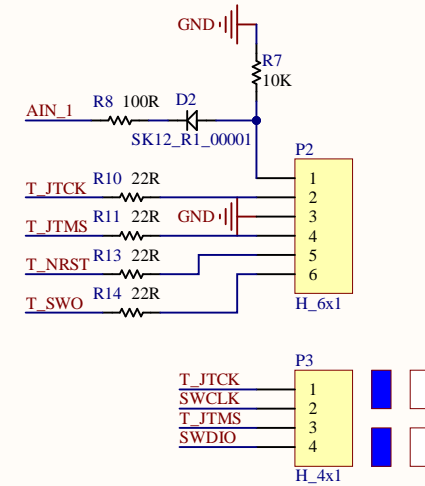 GND
R7
10K
AIN_1
R8 100R
D2
SK12_R1_00001
P2
1
2
3
4
5
6
H_6x1
T_JTCK
R10 22R
T_JTMS
R11 22R
GND
T_NRST
R13 22R
T_SWO
R14 22R
P3
T_JTCK
1
SWCLK
2
T_JTMS
3
SWDIO
4
H_4x1